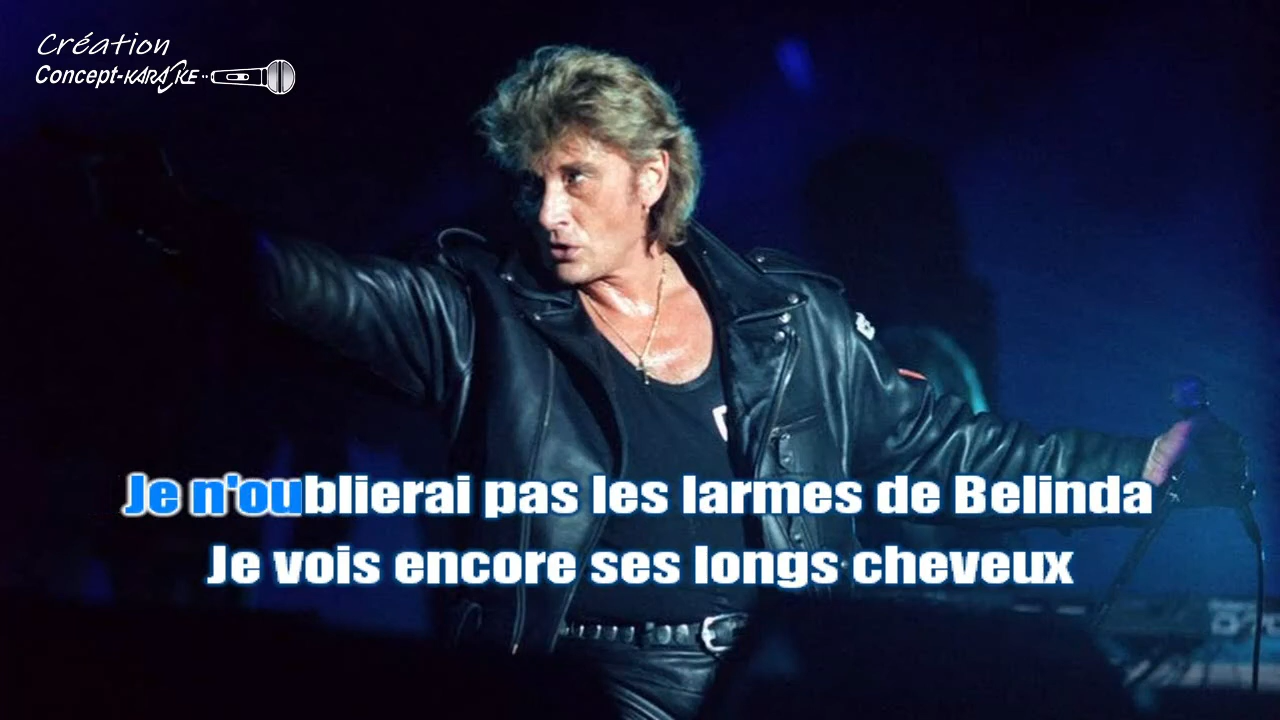 Création
Concept-KARAOKE
Je n'oublierai pas les larmes de Belinda
Je vois encore ses longs cheveux